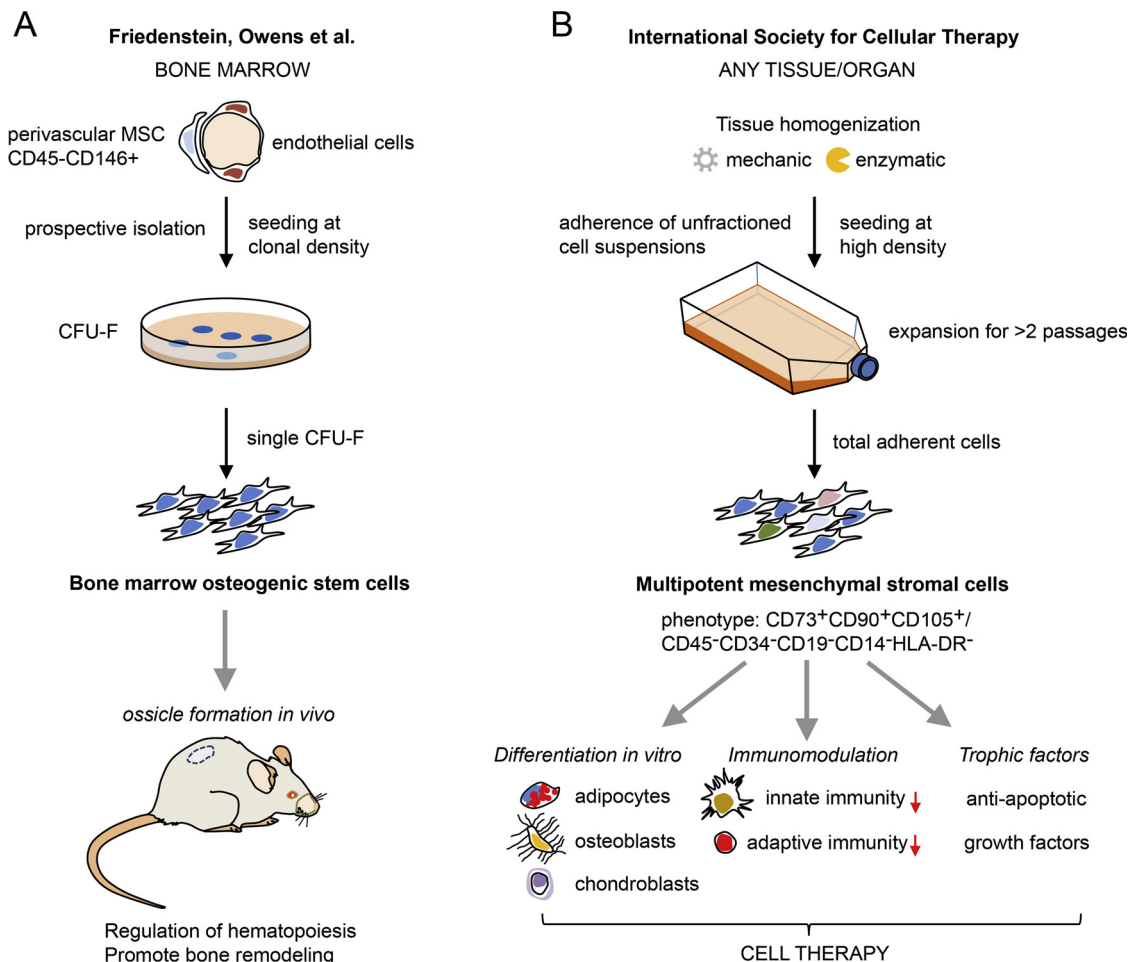 A
Friedenstein, Owens et al.
BONE MARROW
perivascular MSC
CD45-CD146+
endothelial cells
prospective isolation
seeding at
clonal density
CFU-F
single CFU-F
Bone marrow osteogenic stem cells
ossicle formation in vivo
Regulation of hematopoiesis
Promote bone remodeling
B
International Society for Cellular Therapy
ANY TISSUE/ORGAN
Tissue homogenization
mechanic
enzymatic
adherence of unfractioned
cell suspensions
seeding at
high density
expansion for >2 passages
total adherent cells
Multipotent mesenchymal stromal cells
phenotype: CD73⁺CD90⁺CD105⁺/
CD45⁻CD34⁻CD19⁻CD14⁻HLA-DR⁻
Differentiation in vitro
adipocytes
osteoblasts
chondroblasts
Immunomodulation
innate immunity
adaptive immunity
Trophic factors
anti-apoptotic
growth factors
CELL THERAPY